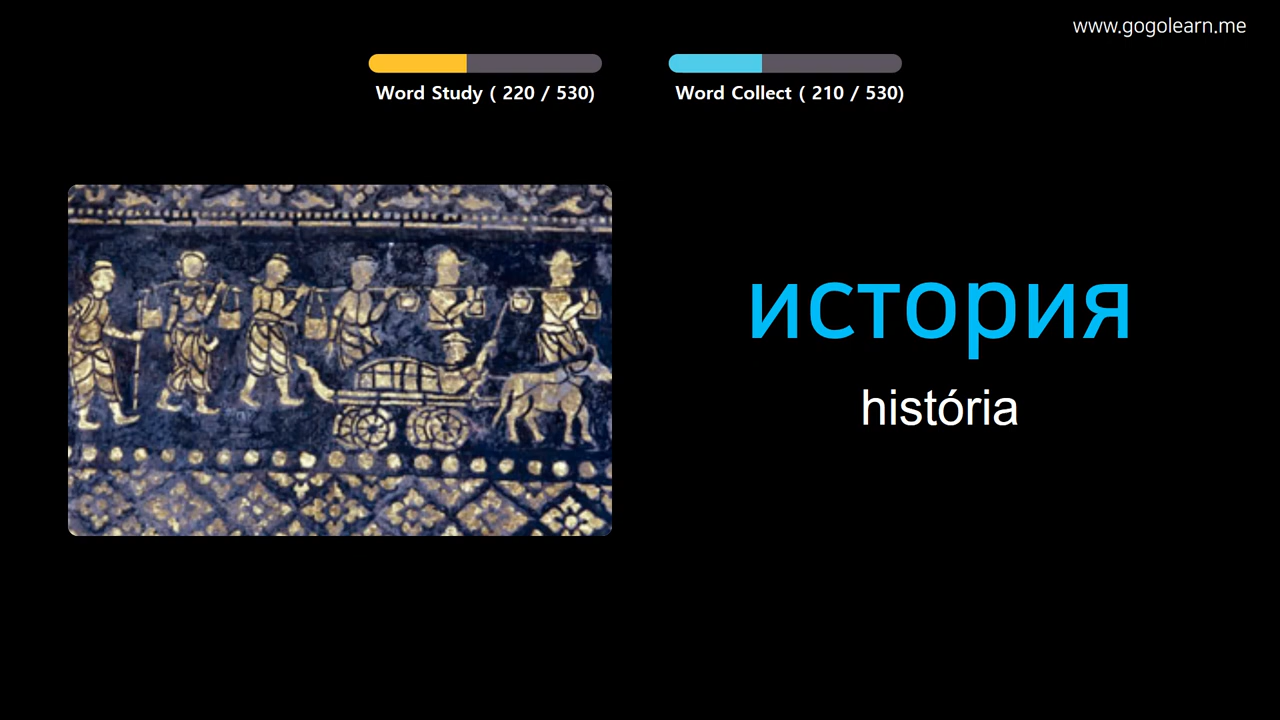 www.gogolearn.me
Word Study ( 220 / 530)
Word Collect ( 210 / 530)
история
história